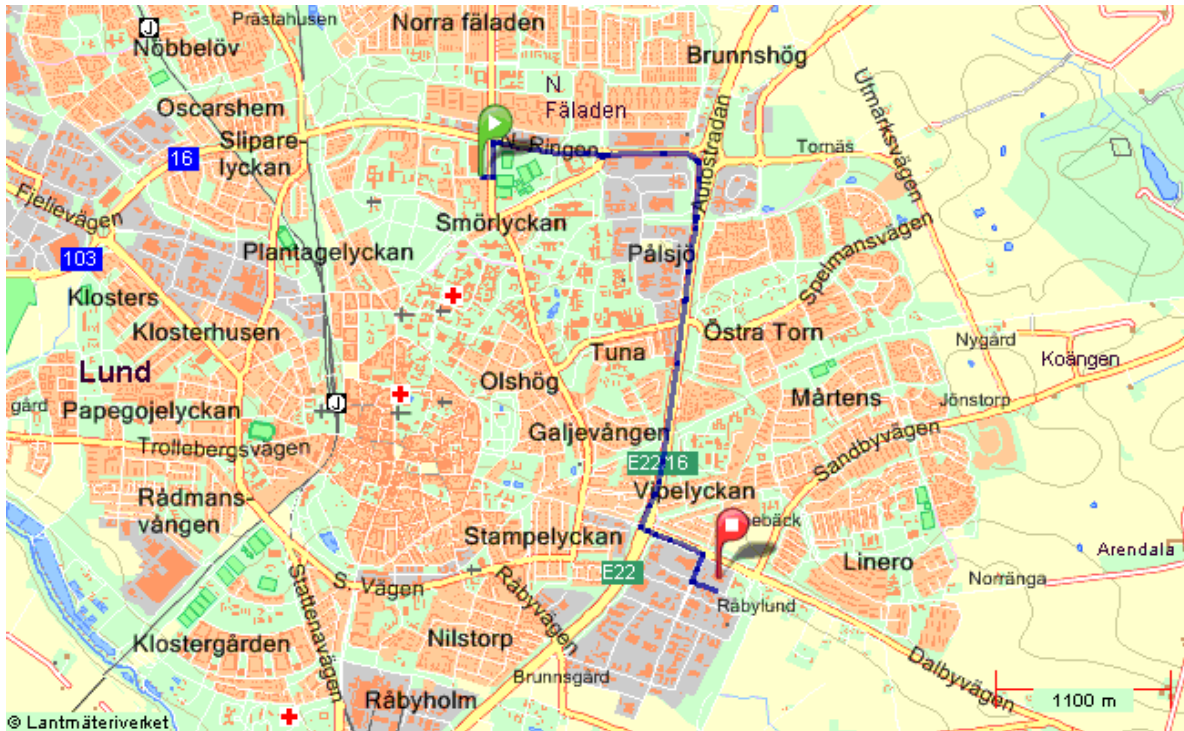 Prästahusen
Norra fäladen
Nöbbelöv
J
Brunnshög
N.
Fäladen
Oscarshem
Utmarksvägen
Autostradan
Slipare-
lyckan
16
N. Ringen
Tornäs
Fjelievägen
Smörlyckan
Plantagelyckan
Pålsjö
103
Spelmansvägen
Klosters
Klosterhusen
Östra Torn
Nygård
Tuna
Koängen
Lund
Olshög
gård
Papegojelyckan
J
Mårtens
Jönstorp
Trollebergsvägen
Galjevången
Sandbyvägen
E22 16
Rådmans-
vången
Vipelyckan
ebäck
Stampelyckan
Linero
Arendala
E22
S. Vägen
Norränga
Råbyvägen
Råbylund
Stattenavägen
Klostergården
Nilstorp
Dalbyvägen
Brunnsgård
Råbyholm
1100 m
© Lantmäteriverket